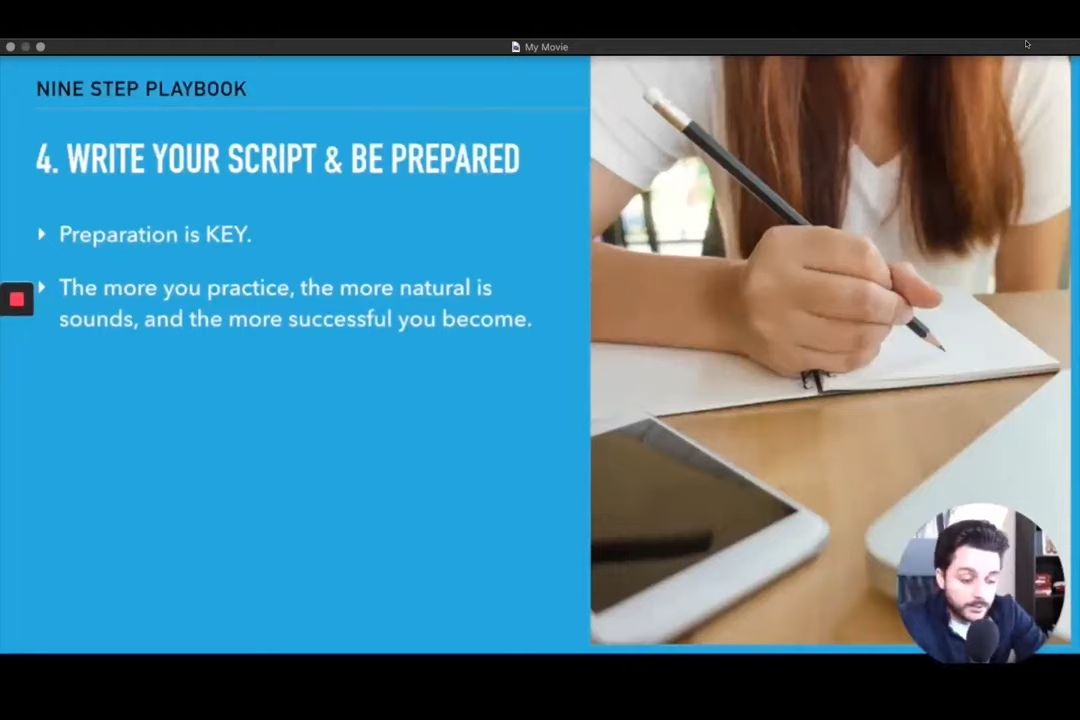 My Movie
NINE STEP PLAYBOOK
4. WRITE YOUR SCRIPT & BE PREPARED
Preparation is KEY.
The more you practice, the more natural is
sounds, and the more successful you become.